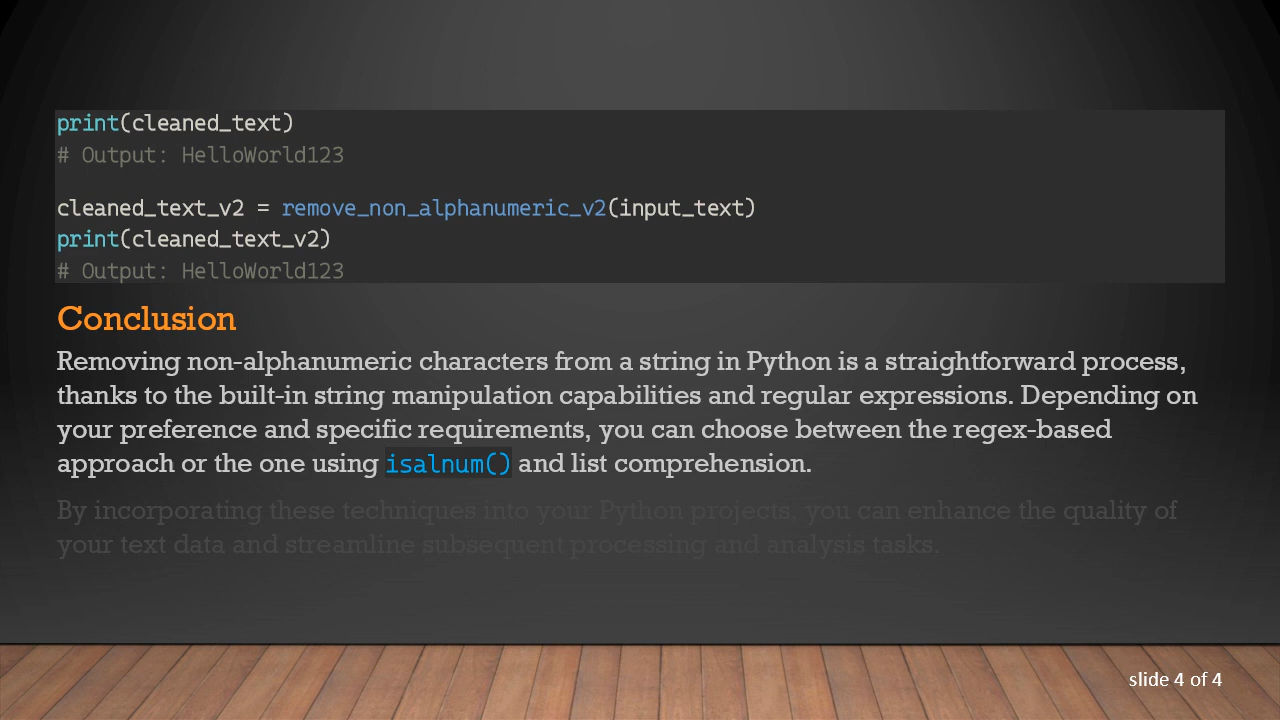 print(cleaned_text)
# Output: HelloWorld123
cleaned_text_v2 = remove_non_alphanumeric_v2(input_text)
print(cleaned_text_v2)
# Output: HelloWorld123
Conclusion
Removing non-alphanumeric characters from a string in Python is a straightforward process,
thanks to the built-in string manipulation capabilities and regular expressions. Depending on
your preference and specific requirements, you can choose between the regex-based
approach or the one using isalnum() and list comprehension.
By incorporating these techniques into your Python projects, you can enhance the quality of
your text data and streamline subsequent processing and analysis tasks.
slide 4 of 4